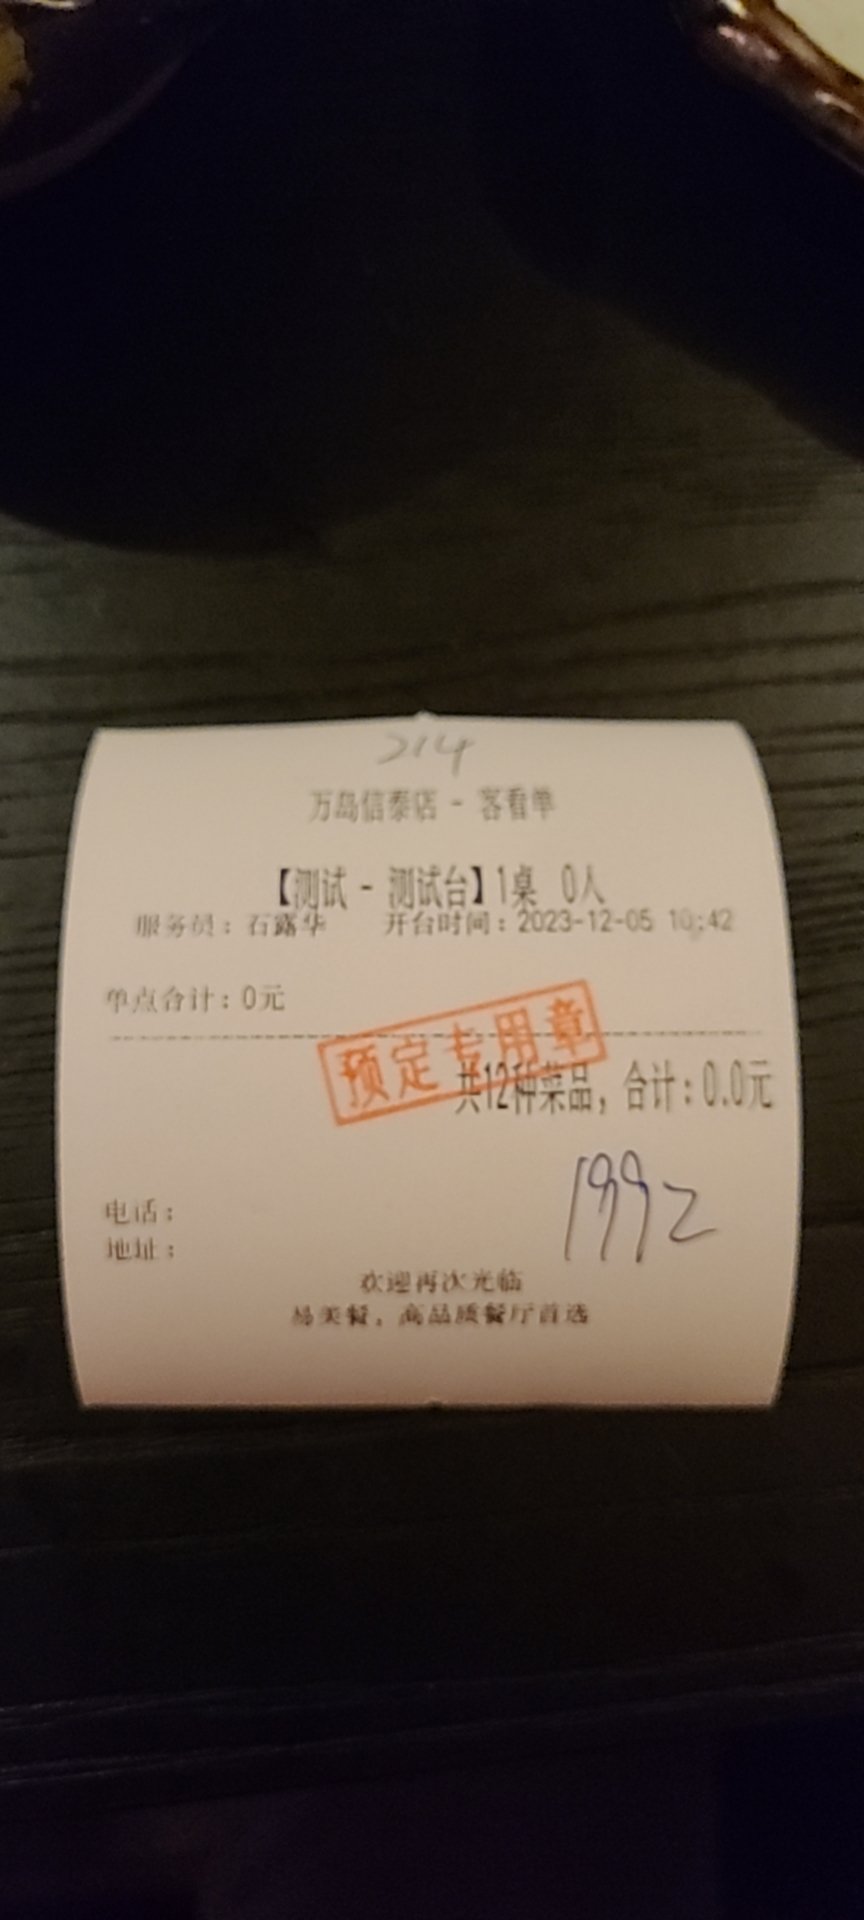 214
万岛信泰店 - 客看单
【测试 - 测试台】1桌 0人
服务员：石露华 开台时间：2023-12-05 10:42
单点合计：0元
预定专用章
共12种菜品，合计：0.0元
1992
电话：
地址：
欢迎再次光临
易美餐，高品质餐厅首选